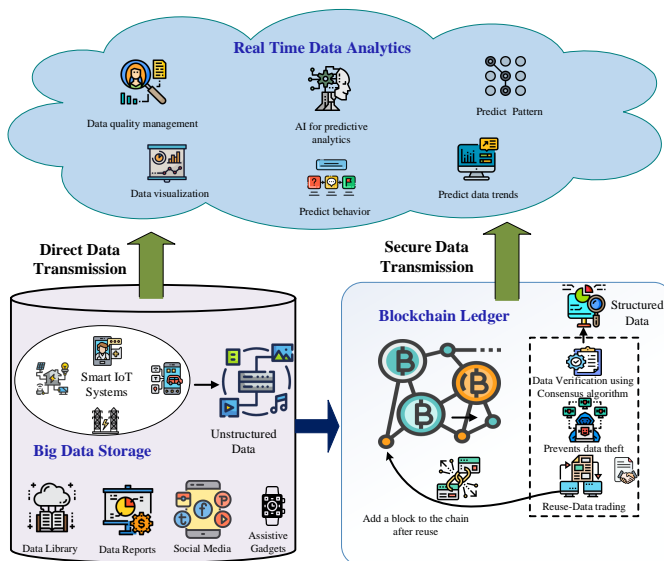 Real Time Data Analytics
Data quality management
AI for predictive
analytics
Predict Pattern
Data visualization
Predict behavior
Predict data trends
Direct Data
Transmission
Secure Data
Transmission
Smart IoT
Systems
Unstructured
Data
Big Data Storage
Data Library
Data Reports
Social Media
Assistive
Gadgets
Blockchain Ledger
Structured
Data
Data Verification using
Consensus algorithm
Prevents data theft
Reuse-Data trading
Add a block to the chain
after reuse